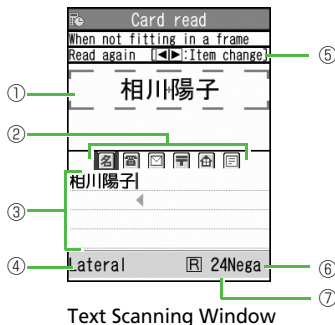 Card read
When not fitting in a frame
Read again [◀▶:Item change]
⑤
① 相川陽子
②
名 ☎ ✉ 〒
相川陽子
③
④ Lateral R 24Nega ⑥
⑦
Text Scanning Window